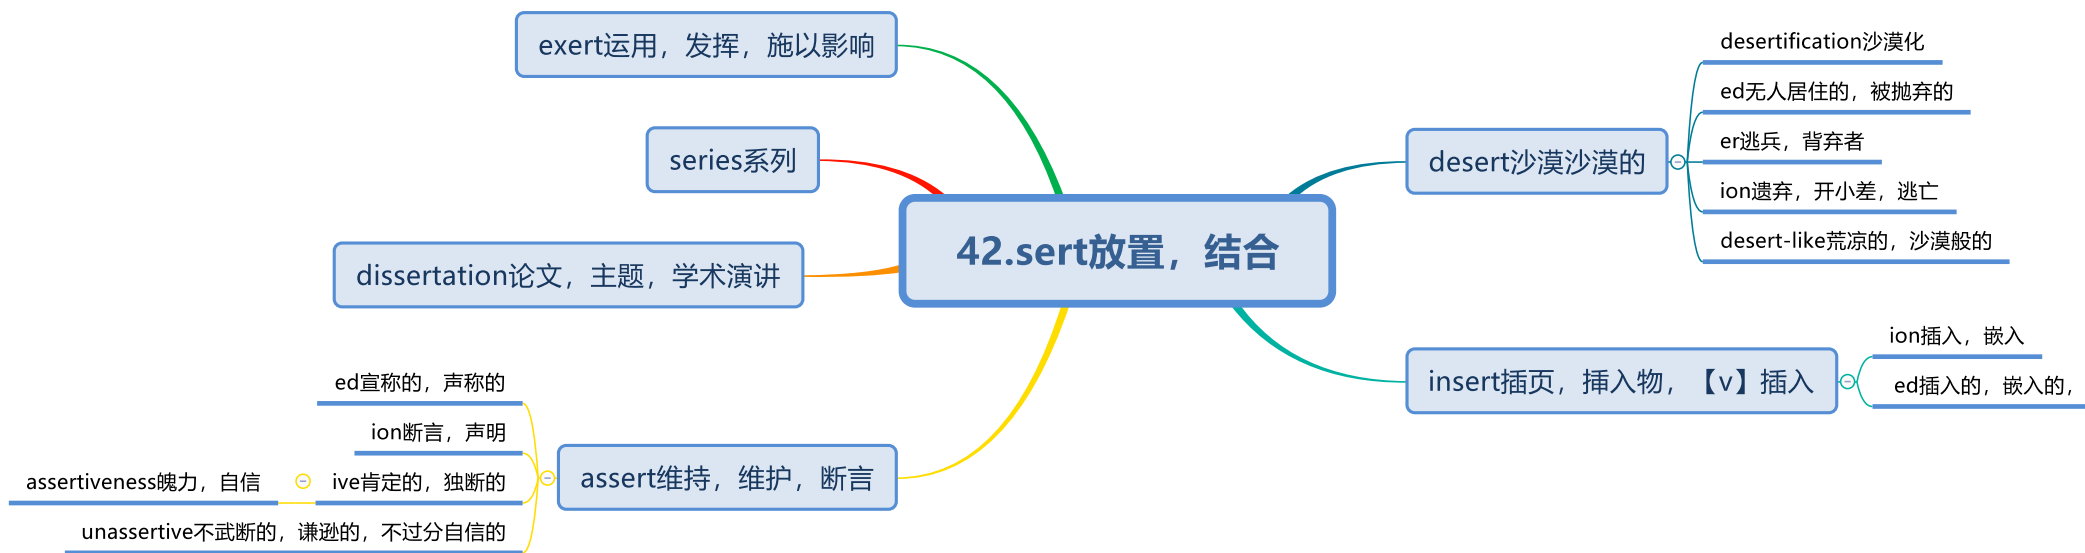 42.sert放置，结合
exert运用，发挥，施以影响
series系列
dissertation论文，主题，学术演讲
assert维持，维护，断言
ed宣称的，声称的
ion断言，声明
ive肯定的，独断的
assertiveness魄力，自信
unassertive不武断的，谦逊的，不过分自信的
desert沙漠沙漠的
desertification沙漠化
ed无人居住的，被抛弃的
er逃兵，背弃者
ion遗弃，开小差，逃亡
desert-like荒凉的，沙漠般的
insert插页，插入物，【v】插入
ion插入，嵌入
ed插入的，嵌入的，